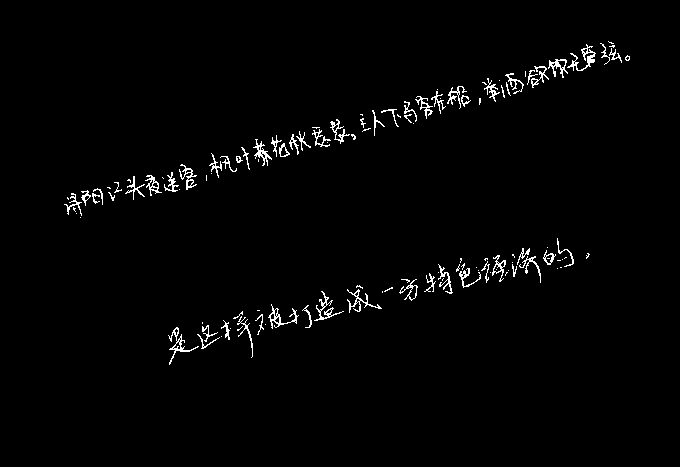 浔阳江头夜送客，枫叶荻花秋瑟瑟。主人下马客在船，举酒欲饮无管弦。
是这样被打造成一方特色经济的，